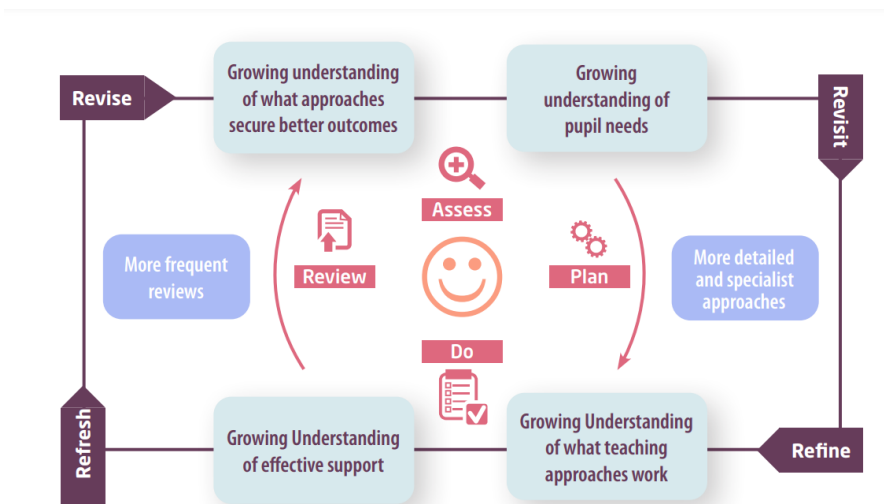 Revise
Growing understanding
of what approaches
secure better outcomes
Growing
understanding of
pupil needs
Revisit
Assess
More frequent
reviews
Review
Plan
More detailed
and specialist
approaches
Do
Refresh
Growing Understanding
of effective support
Growing Understanding
of what teaching
approaches work
Refine